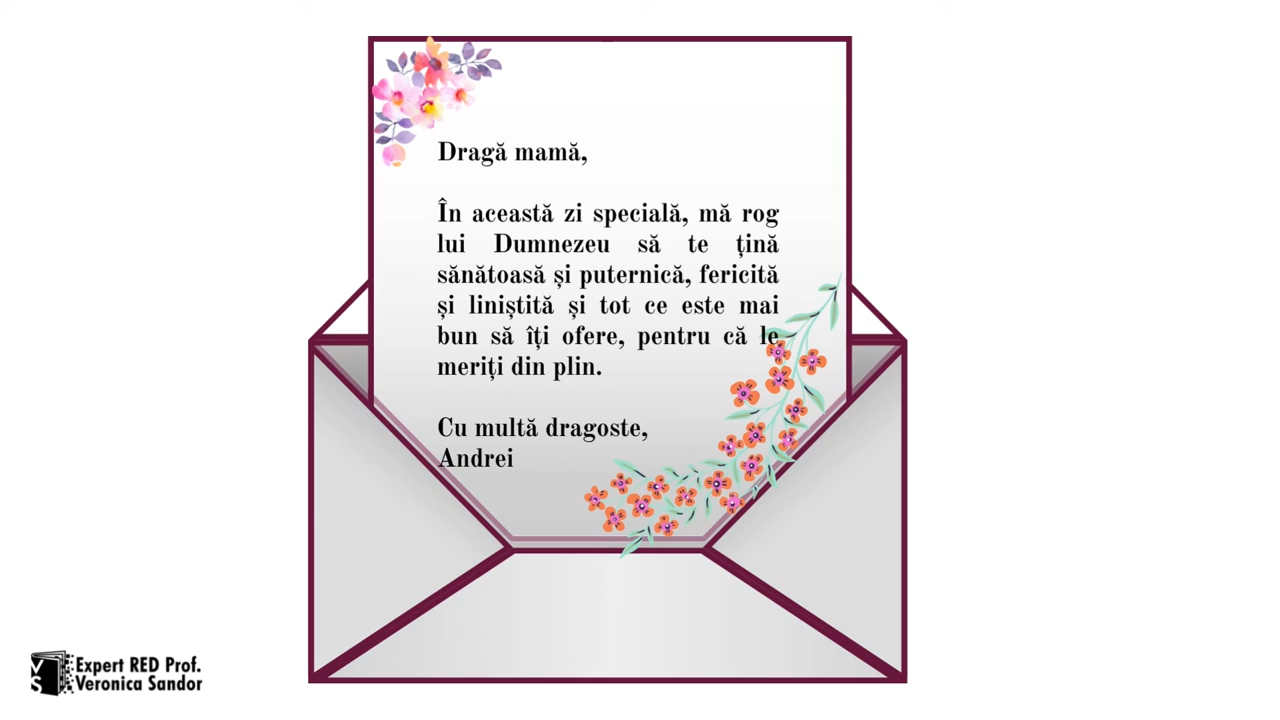 Dragă mamă,
În această zi specială, mă rog
lui Dumnezeu să te țină
sănătoasă și puternică, fericită
și liniștită și tot ce este mai
bun să îți ofere, pentru că le
meriți din plin.
Cu multă dragoste,
Andrei
VS
Expert RED Prof.
Veronica Sandor